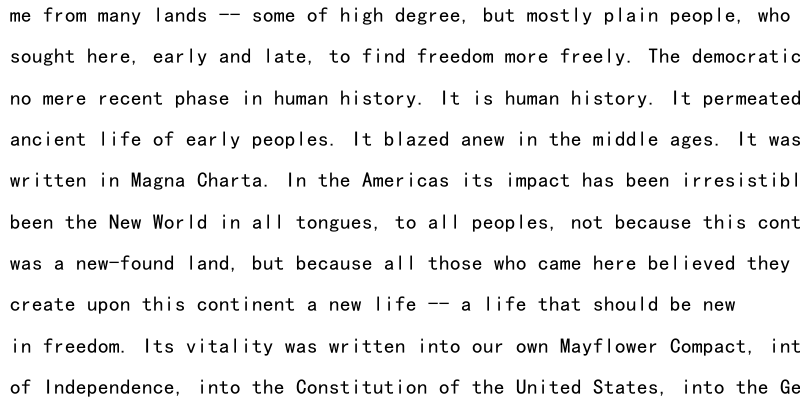 me from many lands -- some of high degree, but mostly plain people, who
sought here, early and late, to find freedom more freely. The democratic
no mere recent phase in human history. It is human history. It permeated
ancient life of early peoples. It blazed anew in the middle ages. It was
written in Magna Charta. In the Americas its impact has been irresistibl
been the New World in all tongues, to all peoples, not because this cont
was a new-found land, but because all those who came here believed they
create upon this continent a new life -- a life that should be new
in freedom. Its vitality was written into our own Mayflower Compact, int
of Independence, into the Constitution of the United States, into the Ge